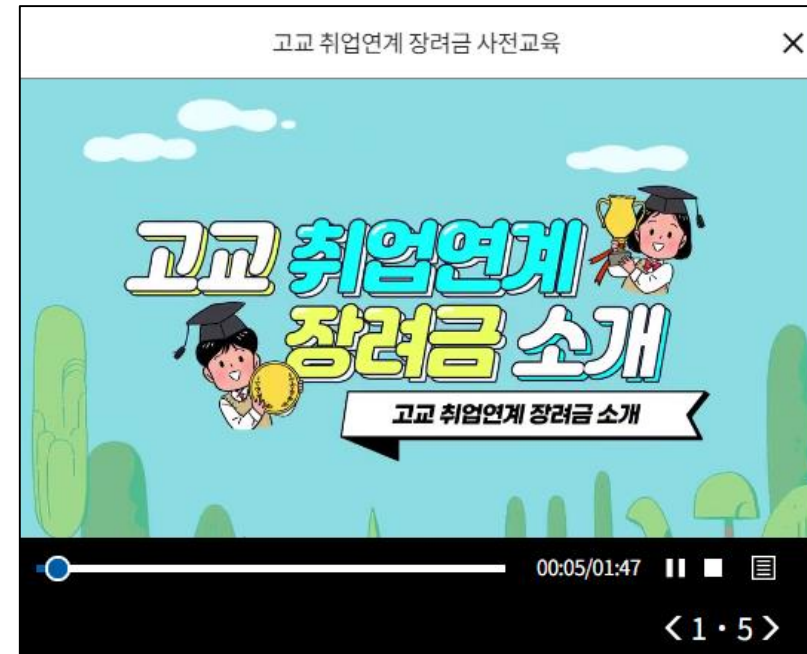 고교 취업연계 장려금 사전교육
고교 취업연계
장려금 소개
고교 취업연계 장려금 소개
00:05/01:47
1 · 5